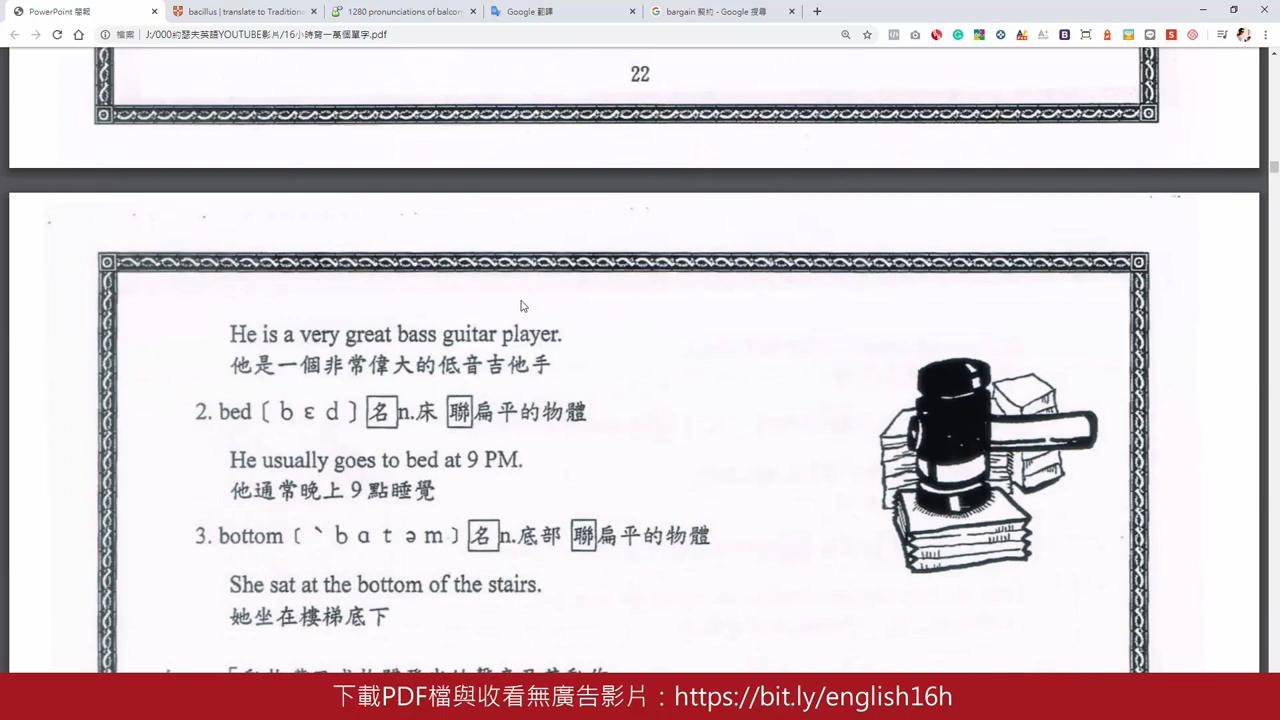 PowerPoint 簡報
bacillus | translate to Traditiona
1280 pronunciations of balcon
Google 翻譯
bargain 契約 - Google 搜尋
檔案 | J:/000約瑟夫英語YOUTUBE影片/16小時背一萬個單字.pdf
22
He is a very great bass guitar player.
他是一個非常偉大的低音吉他手
2. bed〔bɛd〕名n.床 聯扁平的物體
He usually goes to bed at 9 PM.
他通常晚上9點睡覺
3. bottom〔ˋbɑtəm〕名n.底部 聯扁平的物體
She sat at the bottom of the stairs.
她坐在樓梯底下
下載PDF檔與收看無廣告影片：https://bit.ly/english16h